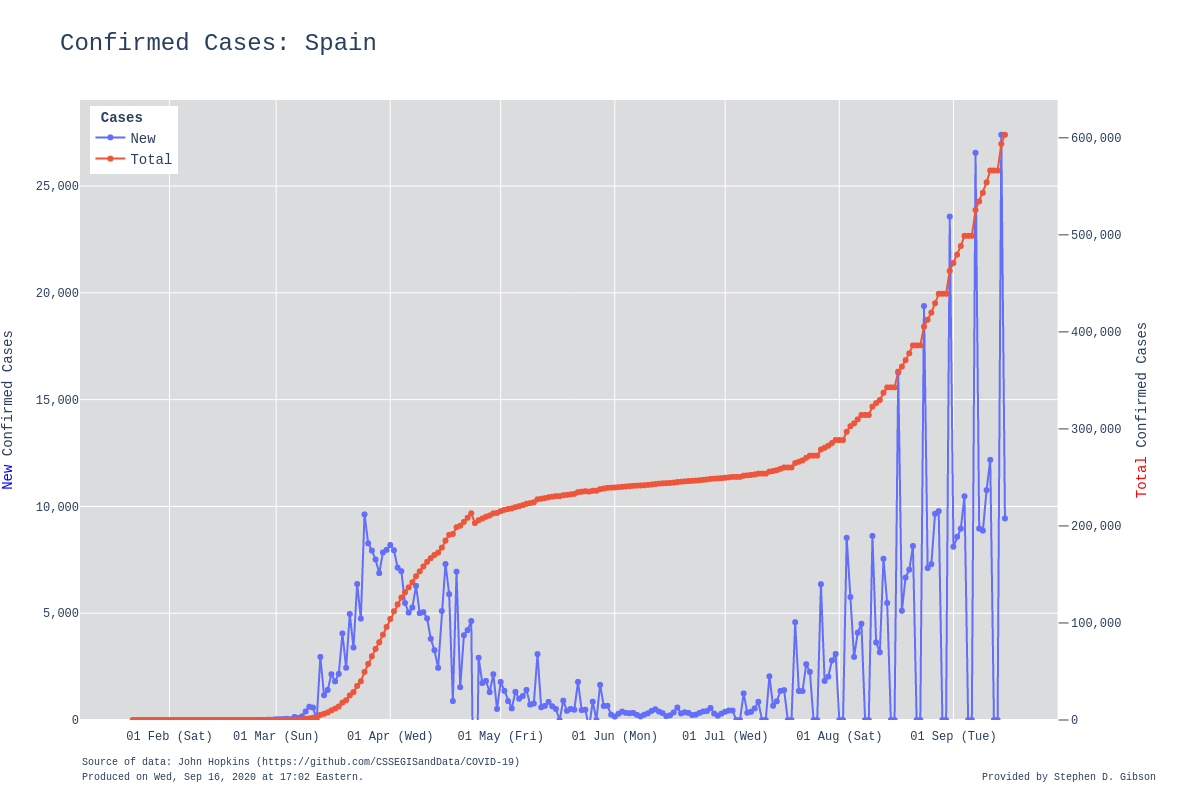 Confirmed Cases: Spain
Cases
New
Total
25,000
20,000
15,000
10,000
5,000
0
600,000
500,000
400,000
300,000
200,000
100,000
0
New Confirmed Cases
Total Confirmed Cases
01 Feb (Sat)
01 Mar (Sun)
01 Apr (Wed)
01 May (Fri)
01 Jun (Mon)
01 Jul (Wed)
01 Aug (Sat)
01 Sep (Tue)
Source of data: John Hopkins (https://github.com/CSSEGISandData/COVID-19)
Produced on Wed, Sep 16, 2020 at 17:02 Eastern.
Provided by Stephen D. Gibson